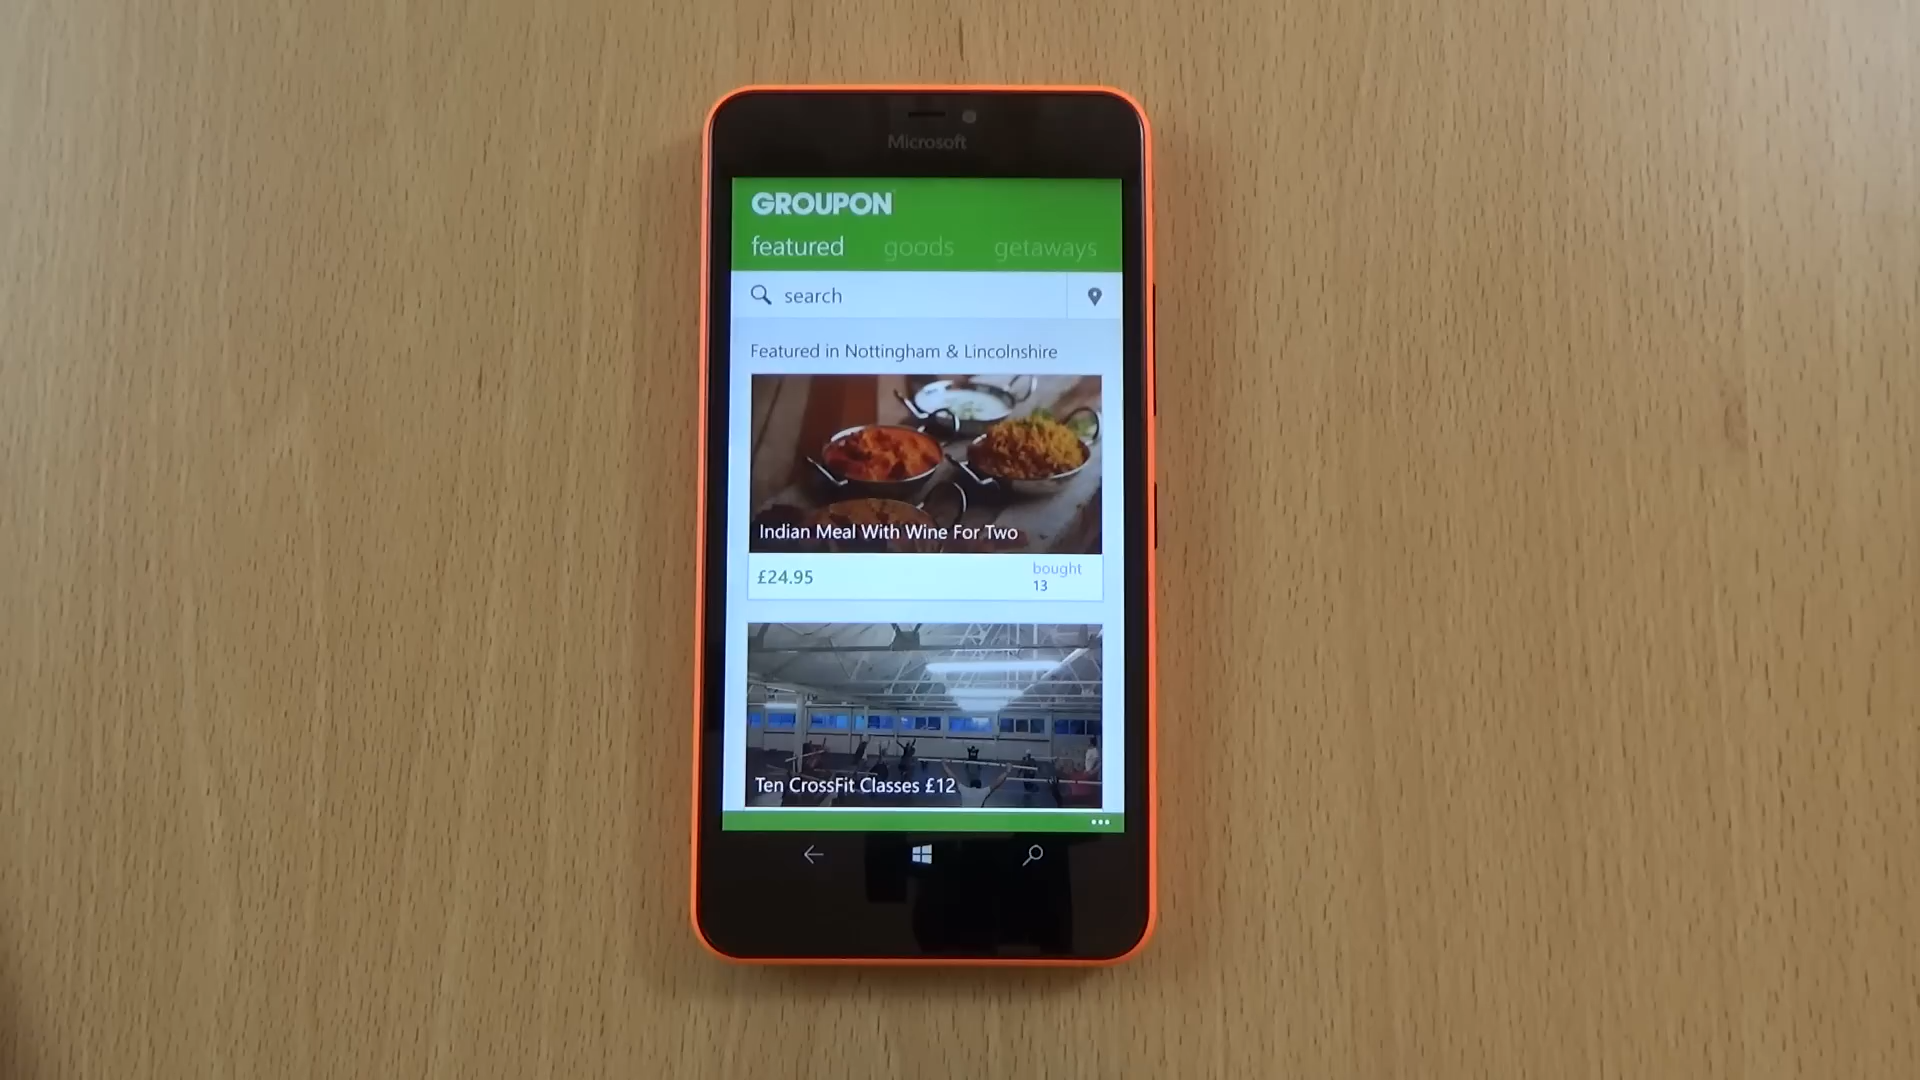 Microsoft
GROUPON
featured goods getaways
search
Featured in Nottingham & Lincolnshire
Indian Meal With Wine For Two
£24.95
bought
13
Ten CrossFit Classes £12